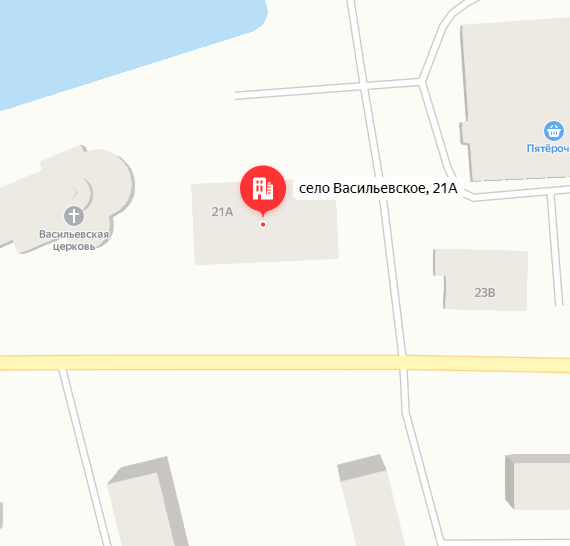 Пятёроч
село Васильевское, 21А
21А
Васильевская
церковь
23В